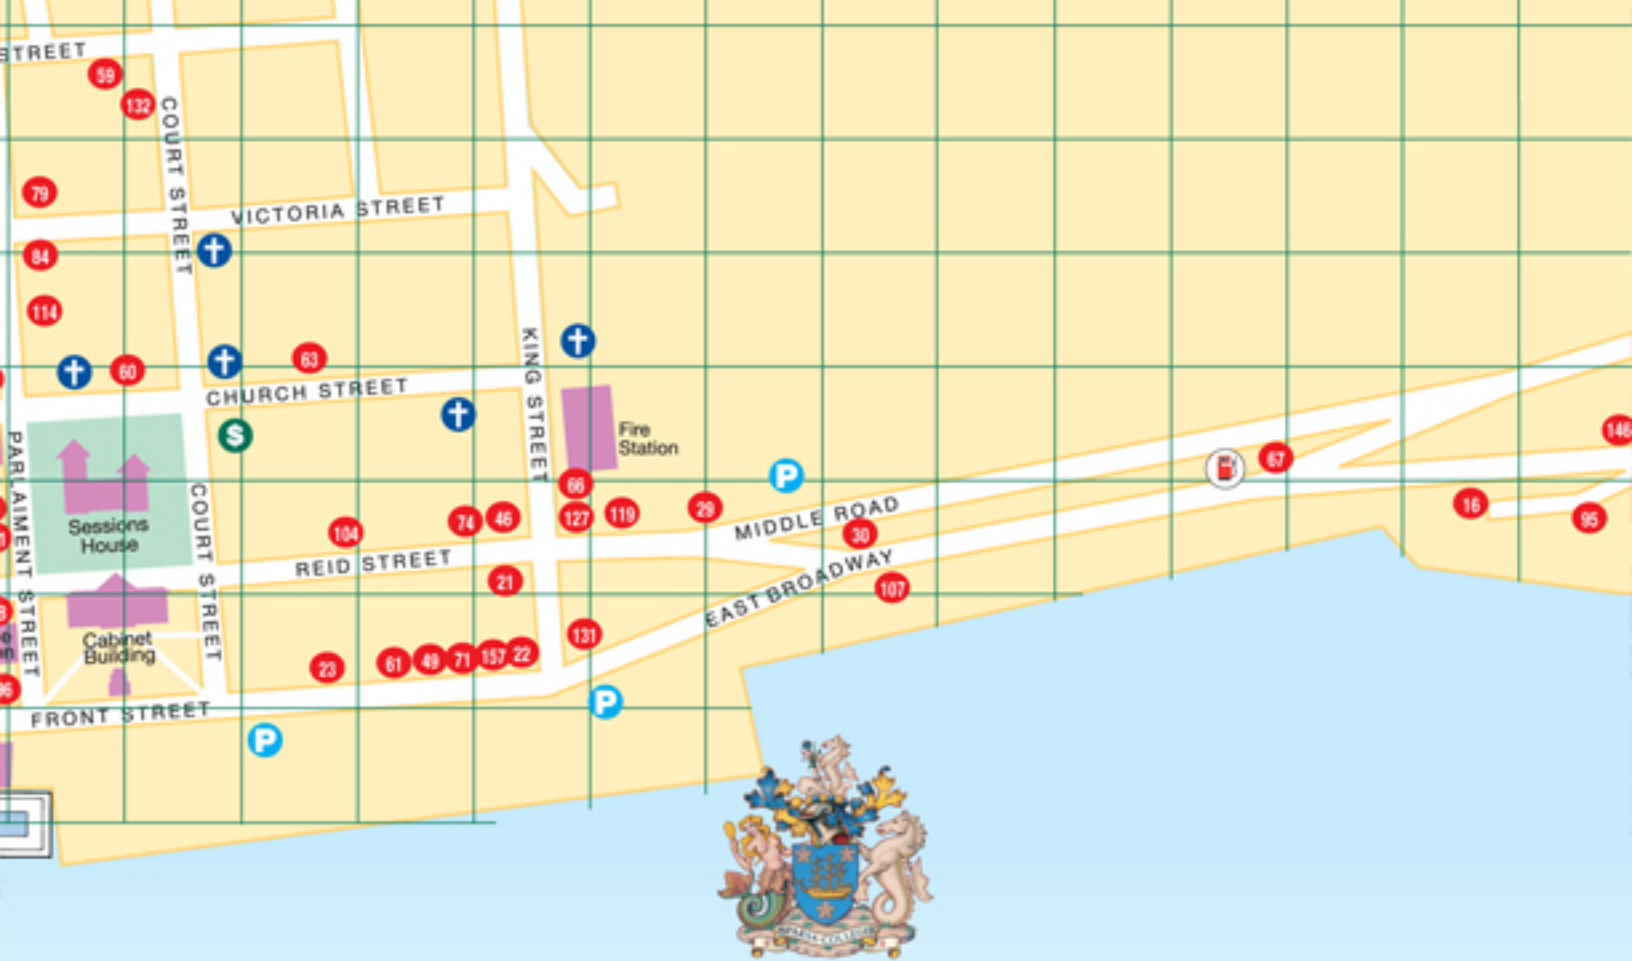 STREET
59
132
COURT STREET
79
VICTORIA STREET
84
114
60
63
CHURCH STREET
KING STREET
S
Fire
Station
P
146
67
66
16
95
PARLAIMENT STREET
Sessions
House
COURT STREET
104
74
46
127
119
29
MIDDLE ROAD
30
REID STREET
21
EAST BROADWAY
107
Cabinet
Building
131
23
61
49
71
157
22
P
FRONT STREET
P